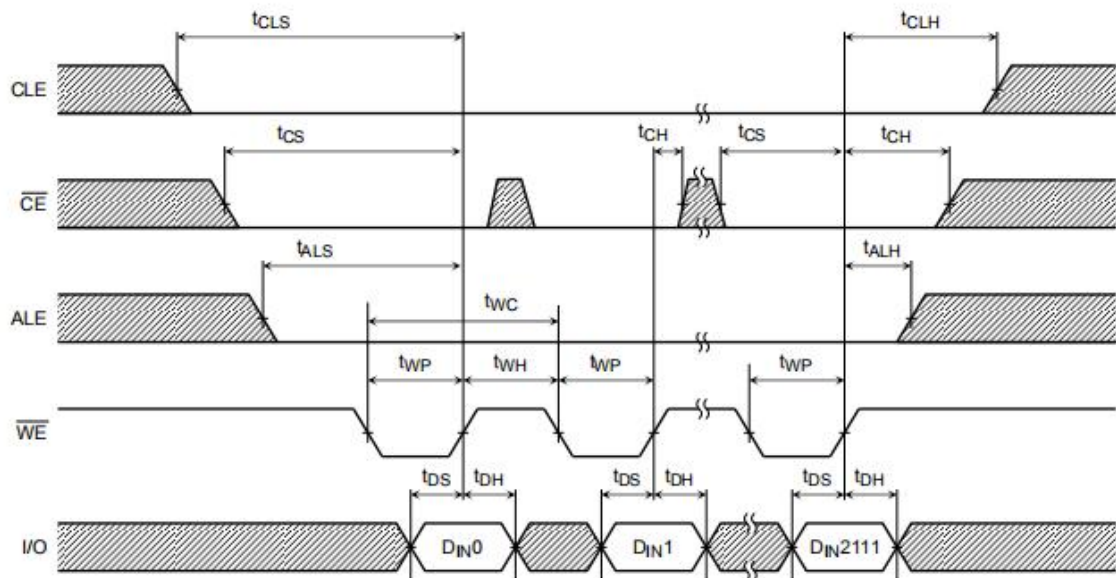 tCLS tCLH
CLE
tCS tCH tCS tCH
CE
tALS tALH
ALE
tWC
tWP tWH tWP tWP
WE
tDS tDH tDS tDH tDS tDH
I/O DIN0 DIN1 DIN2111